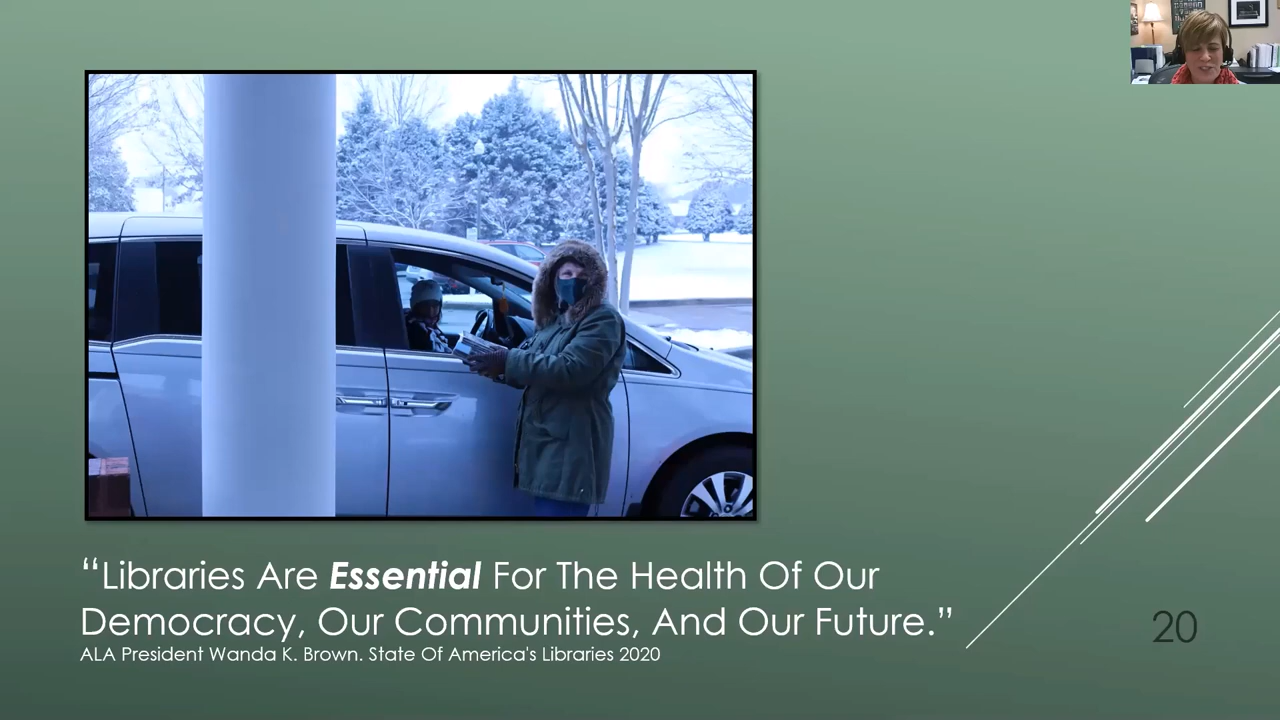 “Libraries Are Essential For The Health Of Our
Democracy, Our Communities, And Our Future.”
ALA President Wanda K. Brown. State Of America's Libraries 2020
20